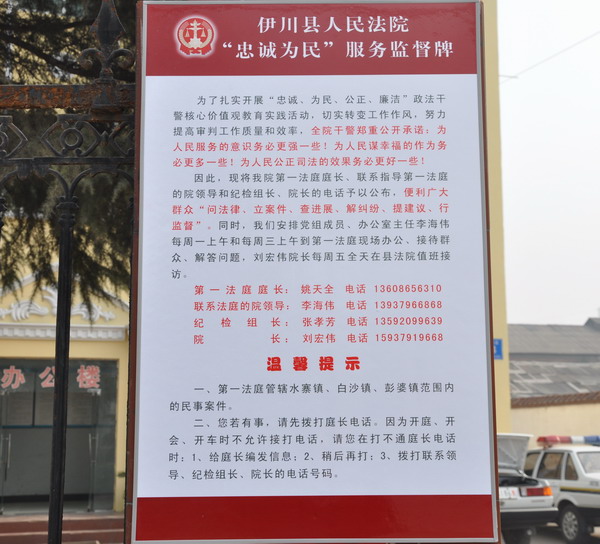 伊川县人民法院
“忠诚为民”服务监督牌
为了扎实开展“忠诚、为民、公正、廉洁”政法干
警核心价值观教育实践活动，切实转变工作作风，努力
提高审判工作质量和效率，全院干警郑重公开承诺：为
人民服务的意识务必更强一些！为人民谋幸福的作为务
必更多一些！为人民公正司法的效果务必更好一些！
因此，现将我院第一法庭庭长、联系指导第一法庭
的院领导和纪检组长、院长的电话予以公布，便利广大
群众“问法律、立案件、查进展、解纠纷、提建议、行
监督”。同时，我们安排党组成员、办公室主任李海伟
每周一上午和每周三上午到第一法庭现场办公、接待群
众、解答问题，刘宏伟院长每周五全天在县法院值班接
访。
第一法庭庭长：姚天全 电话 13608656310
联系法庭的院领导：李海伟 电话 13937966868
纪检组长：张孝芳 电话 13592099639
院长：刘宏伟 电话 15937919668
温馨提示
一、第一法庭管辖水寨镇、白沙镇、彭婆镇范围内
的民事案件。
二、您若有事，请先拨打庭长电话。因为开庭、开
会、开车时不允许接打电话，请您在打不通庭长电话
时：1、给庭长编发信息；2、稍后再打；3、拨打联系领
导、纪检组长、院长的电话号码。
办公楼